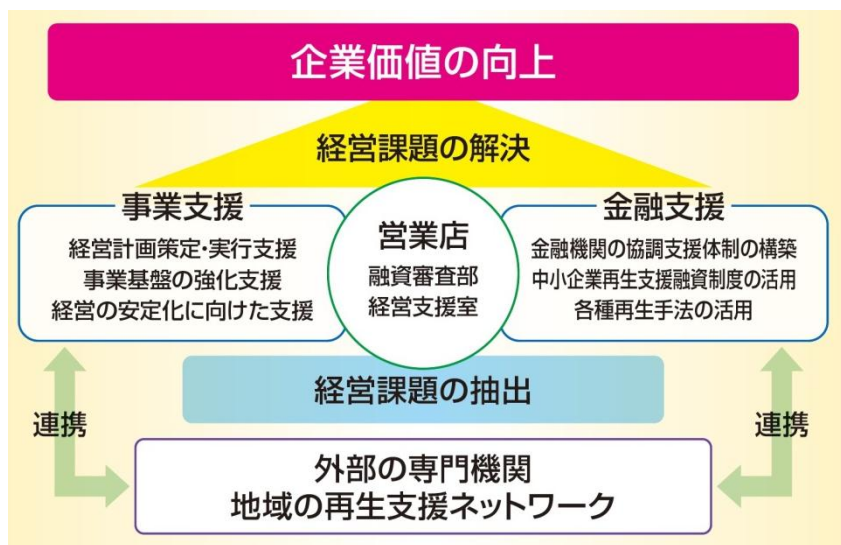 企業価値の向上
経営課題の解決
事業支援
経営計画策定・実行支援
事業基盤の強化支援
経営の安定化に向けた支援
営業店
融資審査部
経営支援室
金融支援
金融機関の協調支援体制の構築
中小企業再生支援融資制度の活用
各種再生手法の活用
経営課題の抽出
連携
連携
外部の専門機関
地域の再生支援ネットワーク